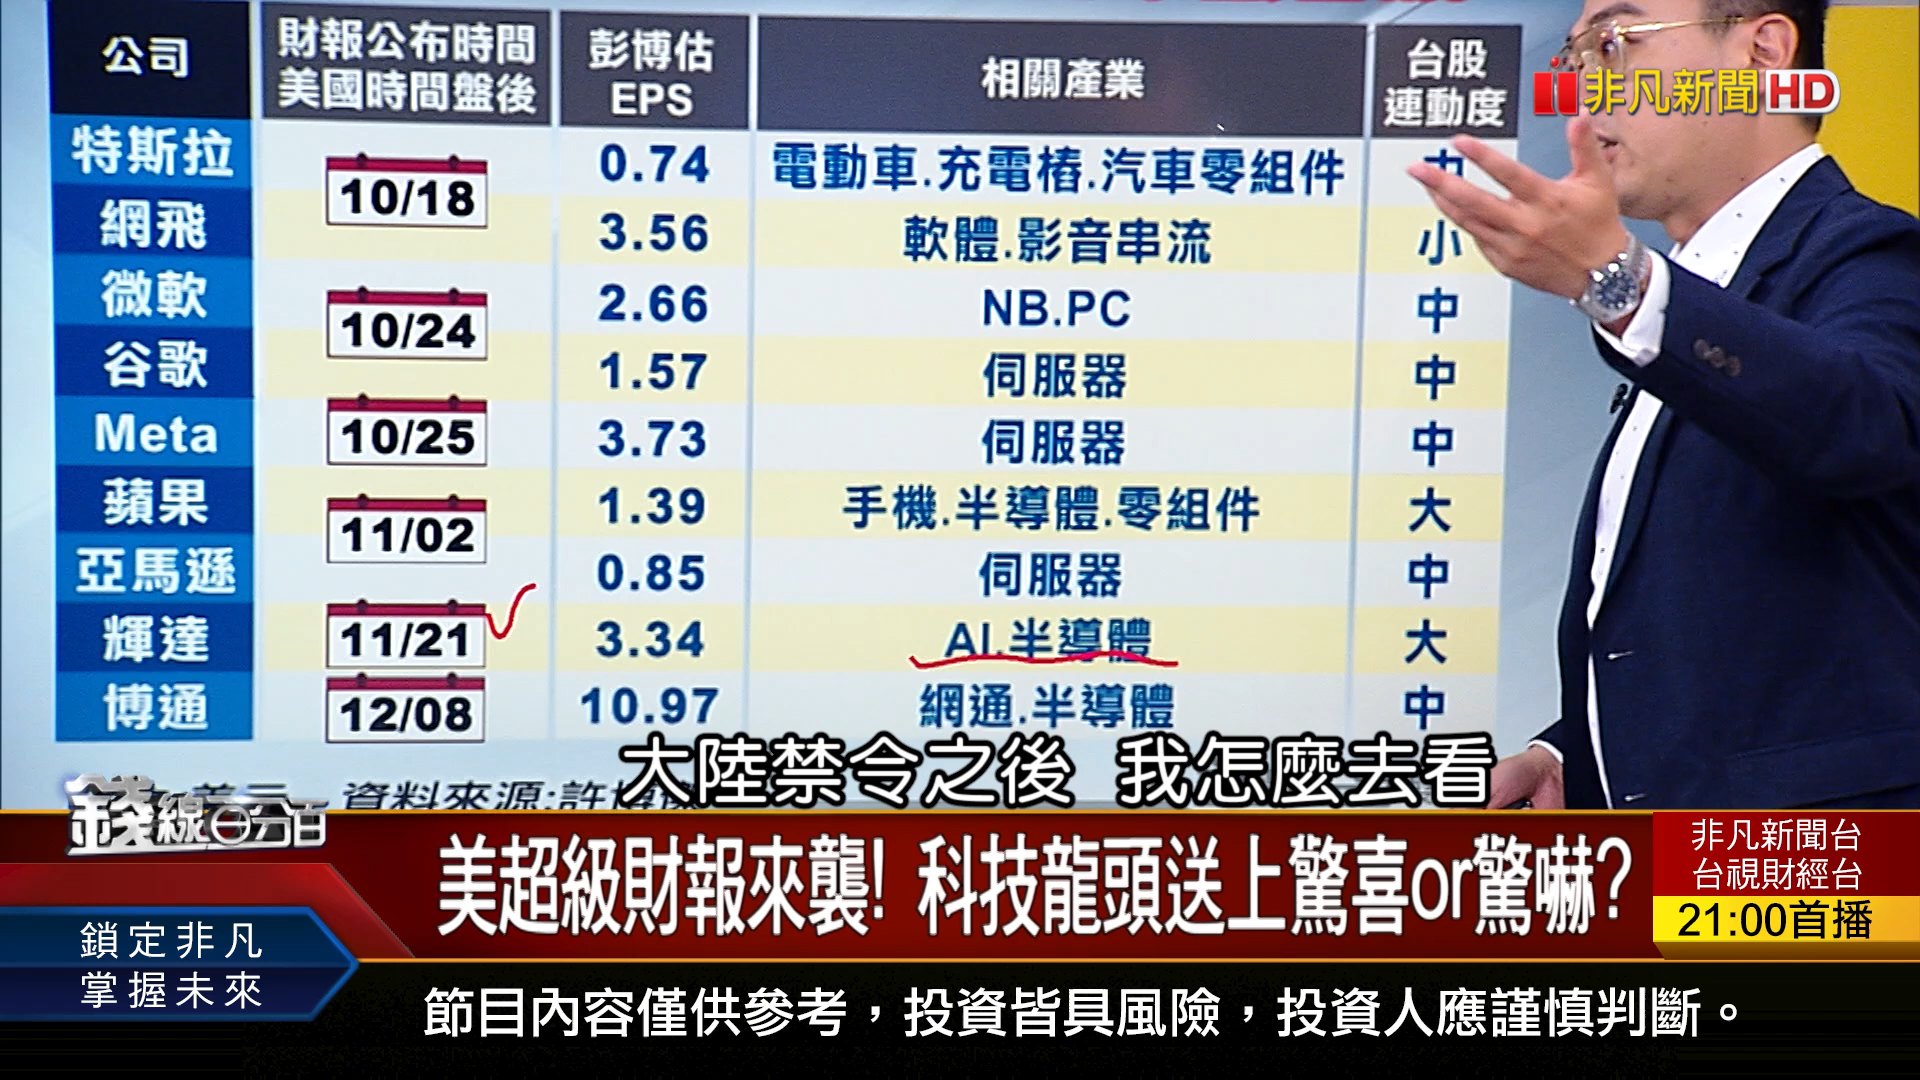 公司 財報公布時間 美國時間盤後 彭博估 EPS 相關產業 台股 連動度
特斯拉 10/18 0.74 電動車.充電樁.汽車零組件 中
網飛 3.56 軟體.影音串流 小
微軟 10/24 2.66 NB.PC 中
谷歌 1.57 伺服器 中
Meta 10/25 3.73 伺服器 中
蘋果 11/02 1.39 手機.半導體.零組件 大
亞馬遜 0.85 伺服器 中
輝達 11/21 3.34 AI.半導體 大
博通 12/08 10.97 網通.半導體 中
美元 資料來源:許博
非凡新聞HD
大陸禁令之後 我怎麼去看
錢線百分百
美超級財報來襲! 科技龍頭送上驚喜or驚嚇?
非凡新聞台
台視財經台
21:00首播
鎖定非凡
掌握未來
節目內容僅供參考，投資皆具風險，投資人應謹慎判斷。